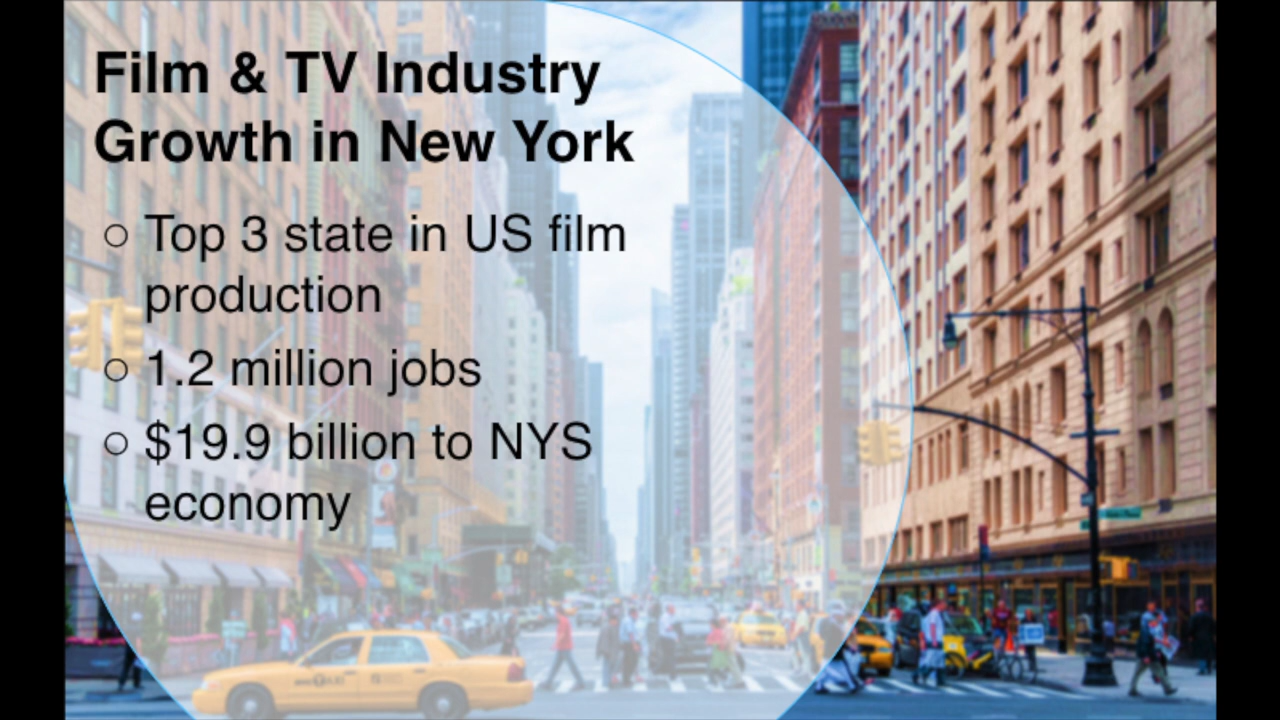 Film & TV Industry
Growth in New York
○ Top 3 state in US film
production
○ 1.2 million jobs
○ $19.9 billion to NYS
economy